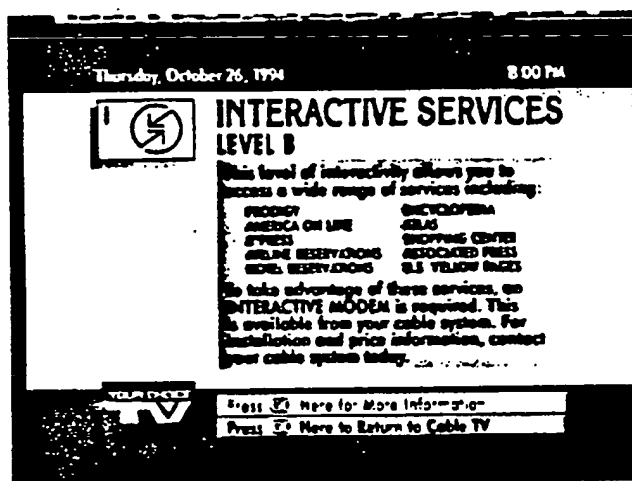 Thursday, October 26, 1994
8:00 PM
INTERACTIVE SERVICES
LEVEL B
This level of interactivity allows you to
access a wide range of services including:
PRODIGY ENCYCLOPEDIA
AMERICA ON LINE ATLAS
X*PRESS SHOPPING CENTER
AIRLINE RESERVATIONS ASSOCIATED PRESS
HOTEL RESERVATIONS U.S. YELLOW PAGES
To take advantage of these services, an
INTERACTIVE MODEM is required. This
is available from your cable system. For
installation and price information, contact
your cable system today.
YOUR CHOICE
TV
Press Here for More Information
Press Here to Return to Cable TV